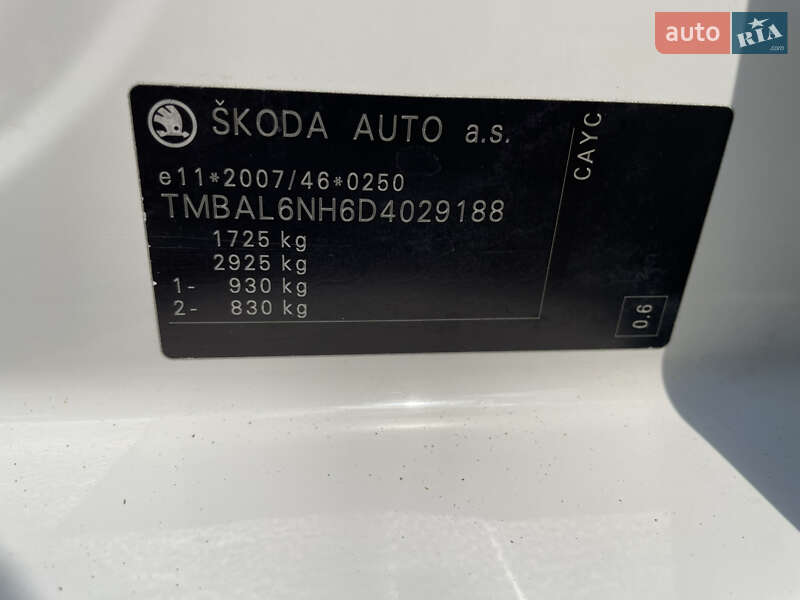 auto RIA .com
ŠKODA AUTO a.s.
e11*2007/46*0250
TMBAL6NH6D4029188
1725 kg
2925 kg
1- 930 kg
2- 830 kg
CAYC
0.6